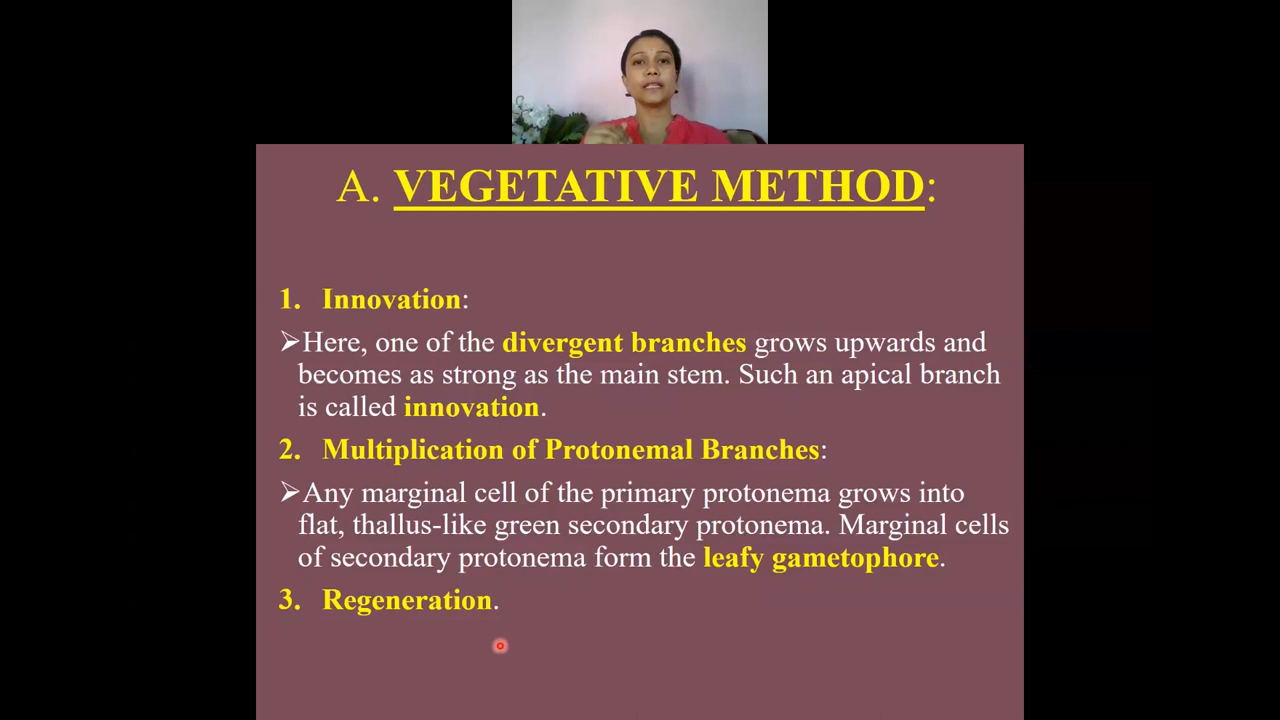 A. VEGETATIVE METHOD:
1. Innovation:
➢Here, one of the divergent branches grows upwards and
becomes as strong as the main stem. Such an apical branch
is called innovation.
2. Multiplication of Protonemal Branches:
➢Any marginal cell of the primary protonema grows into
flat, thallus-like green secondary protonema. Marginal cells
of secondary protonema form the leafy gametophore.
3. Regeneration.